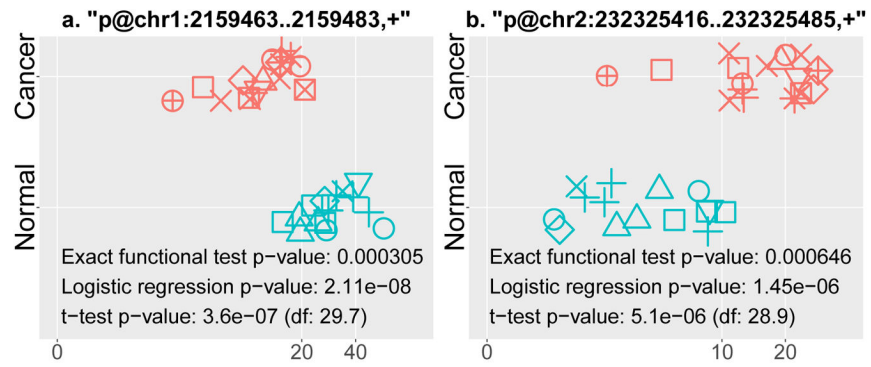 a. "p@chr1:2159463..2159483,+"
Cancer
Normal
Exact functional test p−value: 0.000305
Logistic regression p−value: 2.11e−08
t−test p−value: 3.6e−07 (df: 29.7)
0 20 40
b. "p@chr2:232325416..232325485,+"
Cancer
Normal
Exact functional test p−value: 0.000646
Logistic regression p−value: 1.45e−06
t−test p−value: 5.1e−06 (df: 28.9)
0 10 20